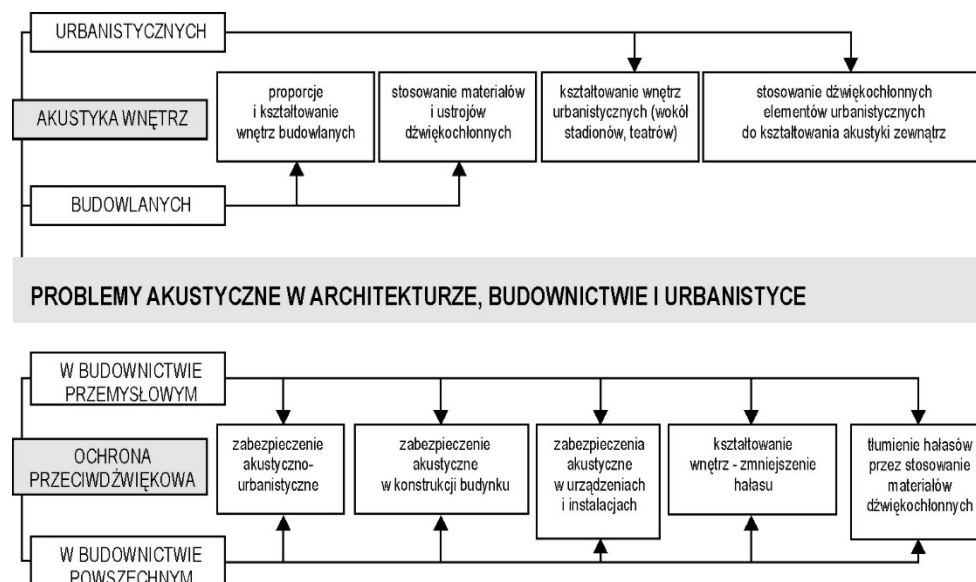 URBANISTYCZNYCH
AKUSTYKA WNĘTRZ
proporcje
i kształtowanie
wnętrz budowlanych
stosowanie materiałów
i ustrojów
dźwiękochłonnych
kształtowanie wnętrz
urbanistycznych (wokół
stadionów, teatrów)
stosowanie dźwiękochłonnych
elementów urbanistycznych
do kształtowania akustyki zewnątrz
BUDOWLANYCH
PROBLEMY AKUSTYCZNE W ARCHITEKTURZE, BUDOWNICTWIE I URBANISTYCE
W BUDOWNICTWIE
PRZEMYSŁOWYM
OCHRONA
PRZECIWDŹWIĘKOWA
zabezpieczenie
akustyczno-
urbanistyczne
zabezpieczenie
akustyczne
w konstrukcji budynku
zabezpieczenia
akustyczne
w urządzeniach
i instalacjach
kształtowanie
wnętrz - zmniejszenie
hałasu
tłumienie hałasów
przez stosowanie
materiałów
dźwiękochłonnych
W BUDOWNICTWIE
POWSZECHNYM